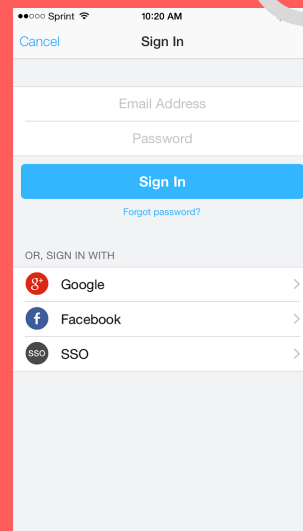 Sprint 10:20 AM
Cancel Sign In
Email Address
Password
Sign In
Forgot password?
OR, SIGN IN WITH
g+ Google
f Facebook
SSO SSO